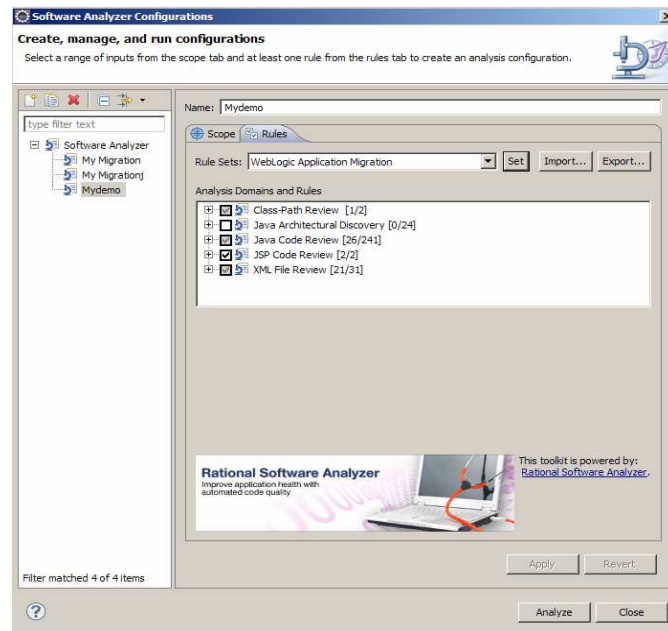 Software Analyzer Configurations
Create, manage, and run configurations
Select a range of inputs from the scope tab and at least one rule from the rules tab to create an analysis configuration.
type filter text
Software Analyzer
My Migration
My Migrationj
Mydemo
Filter matched 4 of 4 items
Name: Mydemo
Scope Rules
Rule Sets: WebLogic Application Migration Set Import... Export...
Analysis Domains and Rules
Class-Path Review [1/2]
Java Architectural Discovery [0/24]
Java Code Review [26/241]
JSP Code Review [2/2]
XML File Review [21/31]
Rational Software Analyzer
Improve application health with
automated code quality
This toolkit is powered by:
Rational Software Analyzer.
Apply Revert
? Analyze Close